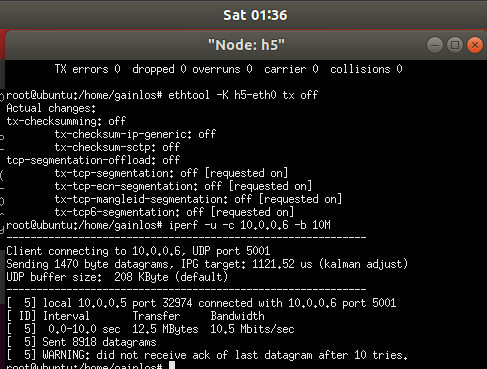 Sat 01:36
"Node: h5"
TX errors 0  dropped 0 overruns 0  carrier 0  collisions 0
root@ubuntu:/home/gainlos# ethtool -K h5-eth0 tx off
Actual changes:
tx-checksumming: off
tx-checksum-ip-generic: off
tx-checksum-sctp: off
tcp-segmentation-offload: off
tx-tcp-segmentation: off [requested on]
tx-tcp-ecn-segmentation: off [requested on]
tx-tcp-mangleid-segmentation: off [requested on]
tx-tcp6-segmentation: off [requested on]
root@ubuntu:/home/gainlos# iperf -u -c 10.0.0.6 -b 10M
------------------------------------------------------------
Client connecting to 10.0.0.6, UDP port 5001
Sending 1470 byte datagrams, IPG target: 1121.52 us (kalman adjust)
UDP buffer size:  208 KByte (default)
------------------------------------------------------------
[  5] local 10.0.0.5 port 32974 connected with 10.0.0.6 port 5001
[ ID] Interval       Transfer     Bandwidth
[  5]  0.0-10.0 sec  12.5 MBytes  10.5 Mbits/sec
[  5] Sent 8918 datagrams
[  5] WARNING: did not receive ack of last datagram after 10 tries.
root@ubuntu:/home/gainlos#